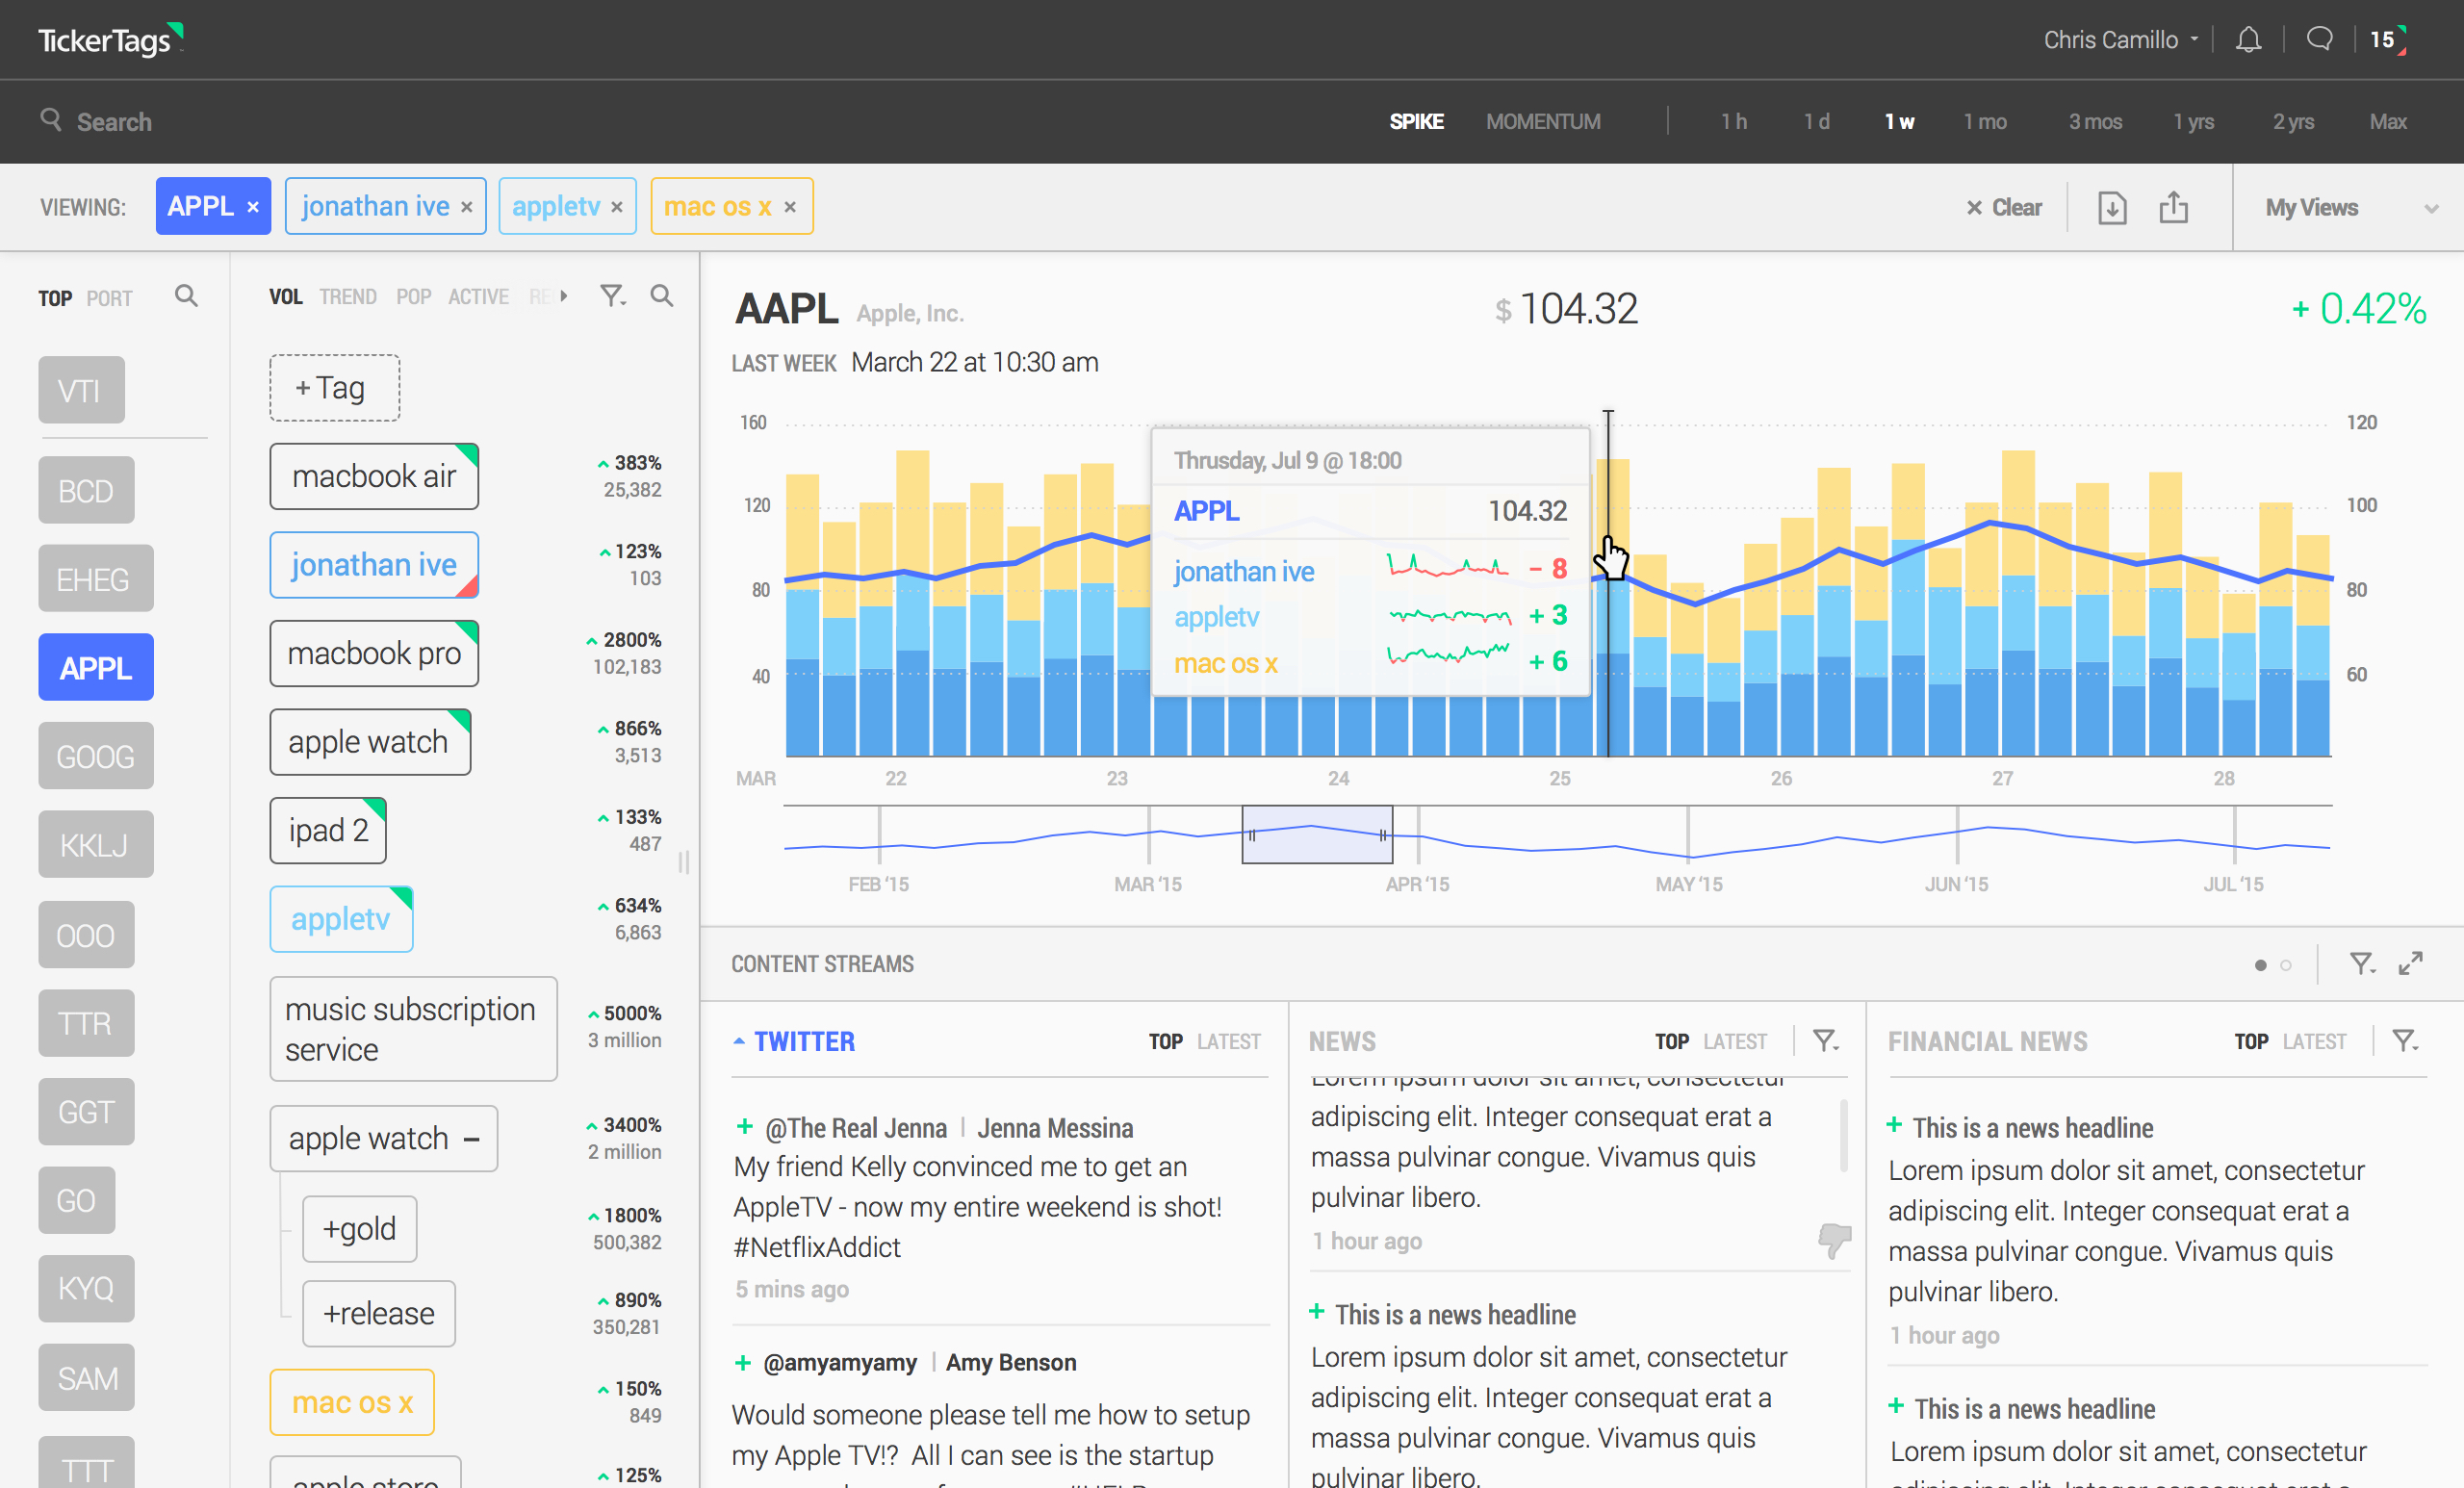 TickerTags
Chris Camillo
15
Search
SPIKE MOMENTUM 1 h 1 d 1 w 1 mo 3 mos 1 yrs 2 yrs Max
VIEWING: APPL × jonathan ive × appletv × mac os x ×
× Clear
My Views
TOP PORT
VTI
BCD
EHEG
APPL
GOOG
KKLJ
OOO
TTR
GGT
GO
KYQ
SAM
TTT
VOL TREND POP ACTIVE
+ Tag
macbook air 383%
25,382
jonathan ive 123%
103
macbook pro 2800%
102,183
apple watch 866%
3,513
ipad 2 133%
487
appletv 634%
6,863
music subscription
service
5000%
3 million
apple watch – 3400%
2 million
+gold 1800%
500,382
+release 890%
350,281
mac os x 150%
849
apple store 125%
AAPL Apple, Inc. $ 104.32 + 0.42%
LAST WEEK March 22 at 10:30 am
160
120
80
40
120
100
80
60
Thrusday, Jul 9 @ 18:00
APPL 104.32
jonathan ive – 8
appletv + 3
mac os x + 6
MAR 22 23 24 25 26 27 28
FEB ‘15 MAR ‘15 APR ‘15 MAY ‘15 JUN ‘15 JUL ‘15
CONTENT STREAMS
TWITTER TOP LATEST
+ @The Real Jenna | Jenna Messina
My friend Kelly convinced me to get an
AppleTV - now my entire weekend is shot!
#NetflixAddict
5 mins ago
+ @amyamyamy | Amy Benson
Would someone please tell me how to setup
my Apple TV!? All I can see is the startup
NEWS TOP LATEST
Lorem ipsum dolor sit amet, consectetur
adipiscing elit. Integer consequat erat a
massa pulvinar congue. Vivamus quis
pulvinar libero.
1 hour ago
+ This is a news headline
Lorem ipsum dolor sit amet, consectetur
adipiscing elit. Integer consequat erat a
massa pulvinar congue. Vivamus quis
pulvinar libero.
FINANCIAL NEWS TOP LATEST
+ This is a news headline
Lorem ipsum dolor sit amet, consectetur
adipiscing elit. Integer consequat erat a
massa pulvinar congue. Vivamus quis
pulvinar libero.
1 hour ago
+ This is a news headline
Lorem ipsum dolor sit amet, consectetur
adipiscing elit. Integer consequat erat a